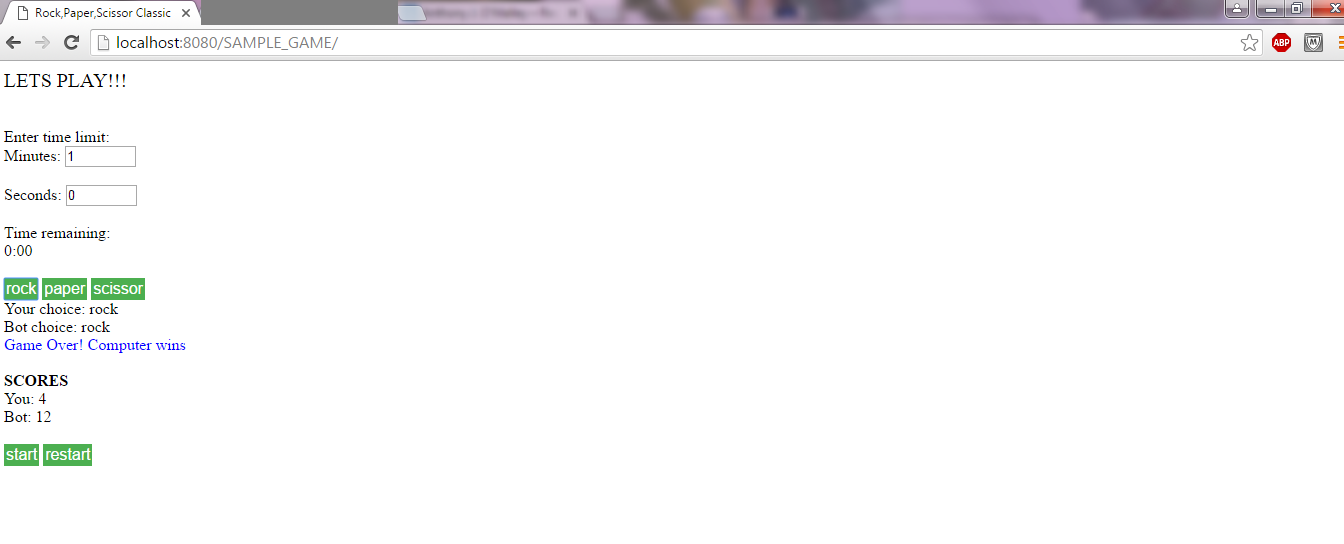 Rock,Paper,Scissor Classic
localhost:8080/SAMPLE_GAME/
ABP
LETS PLAY!!!
Enter time limit:
Minutes: 1
Seconds: 0
Time remaining:
0:00
rock paper scissor
Your choice: rock
Bot choice: rock
Game Over! Computer wins
SCORES
You: 4
Bot: 12
start restart